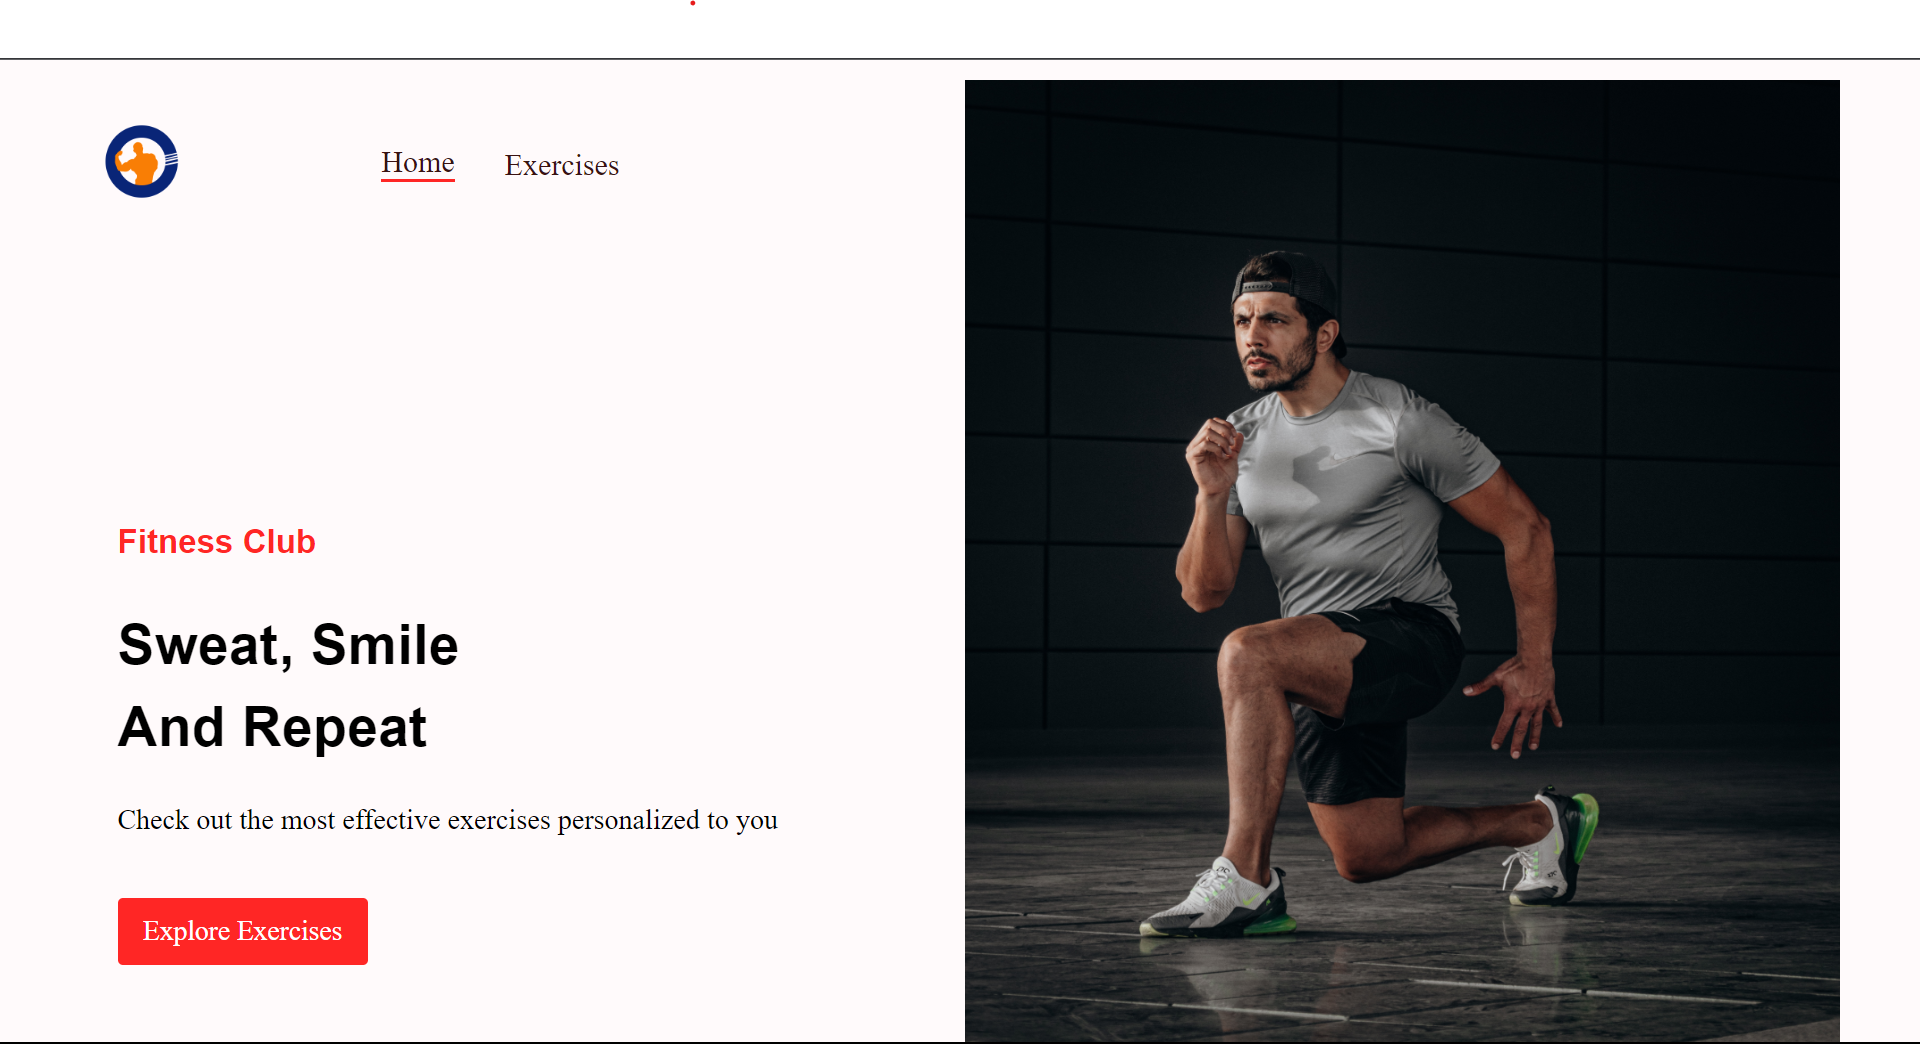 Home
Exercises
Fitness Club
Sweat, Smile
And Repeat
Check out the most effective exercises personalized to you
Explore Exercises